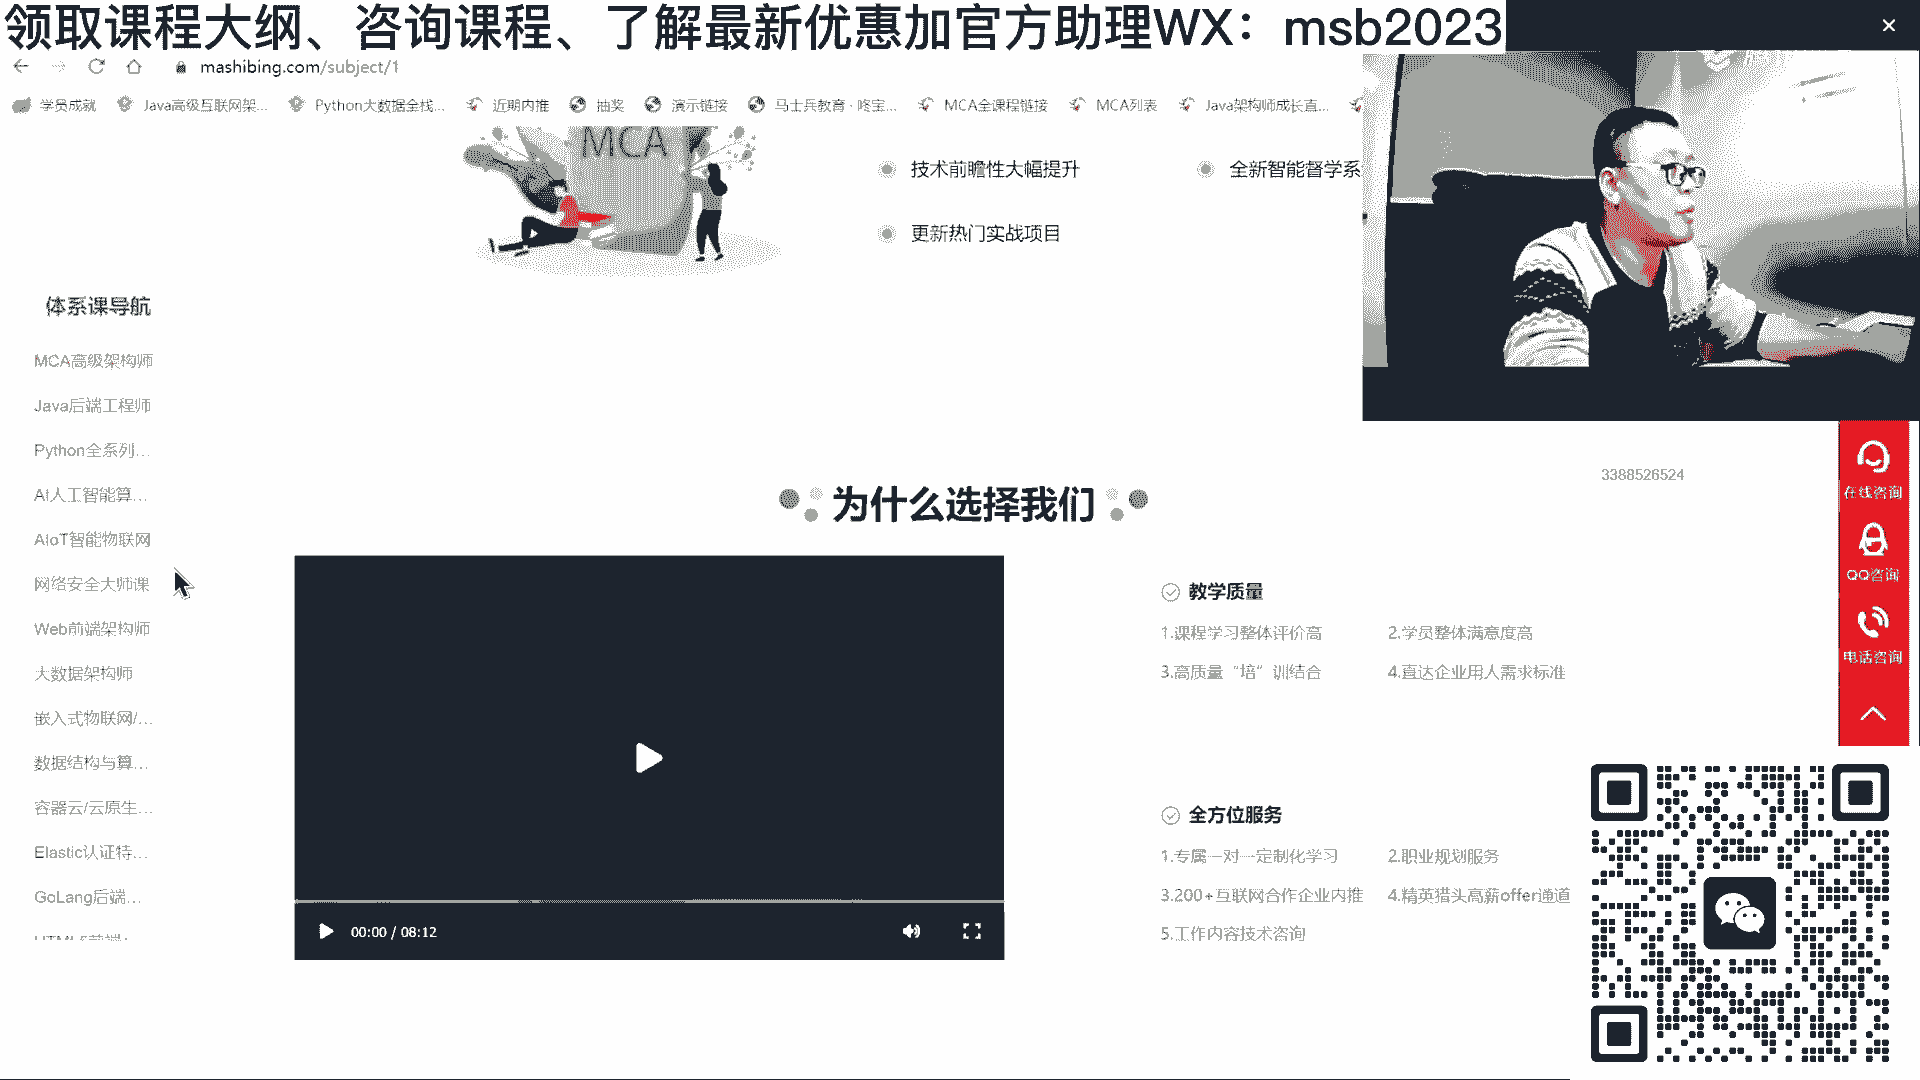 领取课程大纲、咨询课程、了解最新优惠加官方助理WX：msb2023
mashibing.com/subject/1
学员成就 Java高级互联网架... Python大数据全栈... 近期内推 抽奖 演示链接 马士兵教育 · 咚宝... MCA全课程链接 MCA列表 Java架构师成长直...
MCA
技术前瞻性大幅提升 全新智能督学系
更新热门实战项目
体系课导航
MCA高级架构师
Java后端工程师
Python全系列...
AI人工智能算...
AIoT智能物联网
网络安全大师课
Web前端架构师
大数据架构师
嵌入式物联网/...
数据结构与算...
容器云/云原生...
Elastic认证特...
GoLang后端...
为什么选择我们
3388526524
00:00 / 08:12
教学质量
1.课程学习整体评价高 2.学员整体满意度高
3.高质量“培”训结合 4.直达企业用人需求标准
全方位服务
1.专属一对一定制化学习 2.职业规划服务
3.200+互联网合作企业内推 4.精英猎头高薪offer通道
5.工作内容技术咨询
在线咨询
QQ咨询
电话咨询